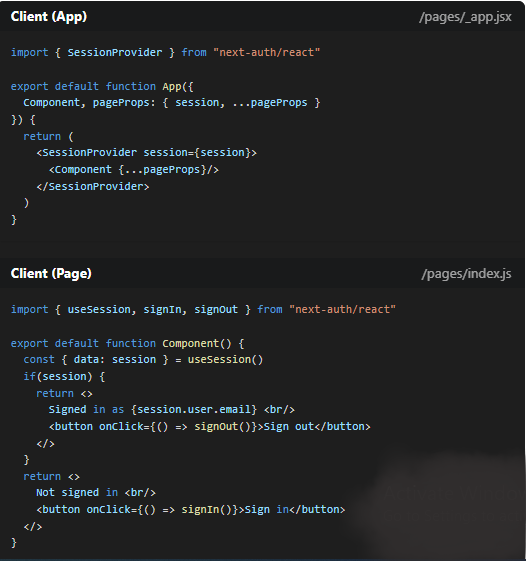 Client (App)
/pages/_app.jsx
import { SessionProvider } from "next-auth/react"
export default function App({
Component, pageProps: { session, ...pageProps }
}) {
return (
<SessionProvider session={session}>
<Component {...pageProps}/>
</SessionProvider>
)
}
Client (Page)
/pages/index.js
import { useSession, signIn, signOut } from "next-auth/react"
export default function Component() {
const { data: session } = useSession()
if(session) {
return <>
Signed in as {session.user.email} <br/>
<button onClick={() => signOut()}>Sign out</button>
</>
}
return <>
Not signed in <br/>
<button onClick={() => signIn()}>Sign in</button>
</>
}